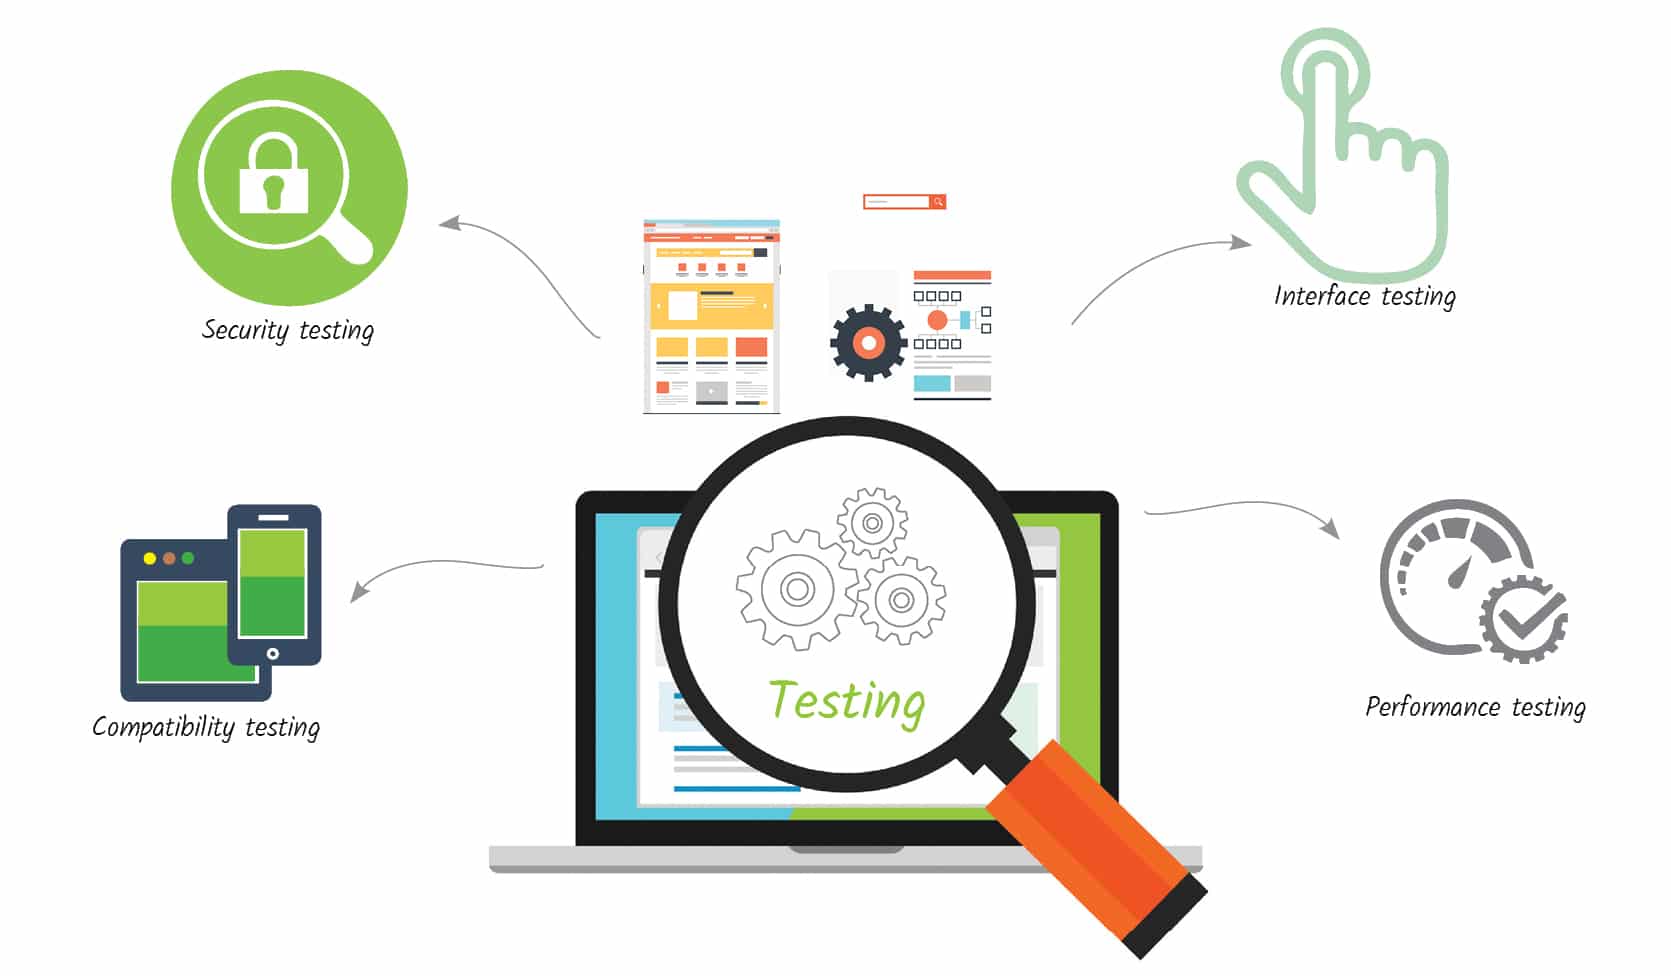 Security testing
Interface testing
Testing
Compatibility testing
Performance testing